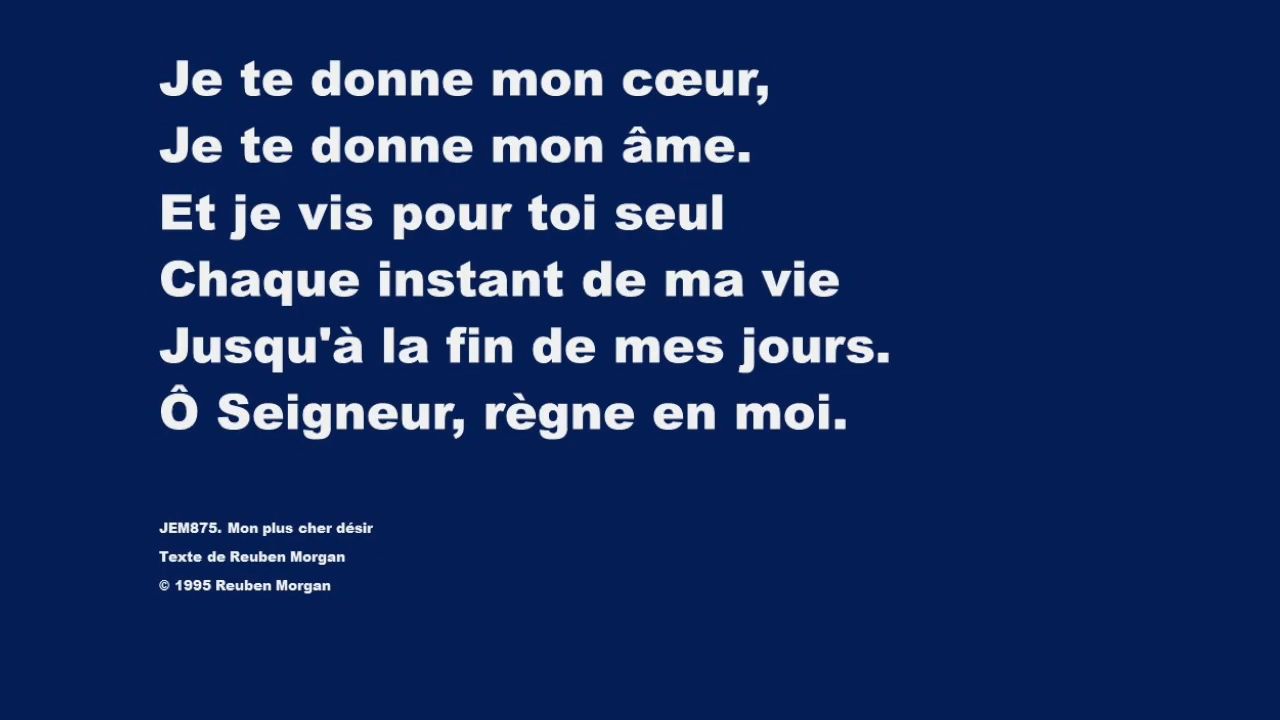 Je te donne mon cœur,
Je te donne mon âme.
Et je vis pour toi seul
Chaque instant de ma vie
Jusqu'à la fin de mes jours.
Ô Seigneur, règne en moi.
JEM875. Mon plus cher désir
Texte de Reuben Morgan
© 1995 Reuben Morgan